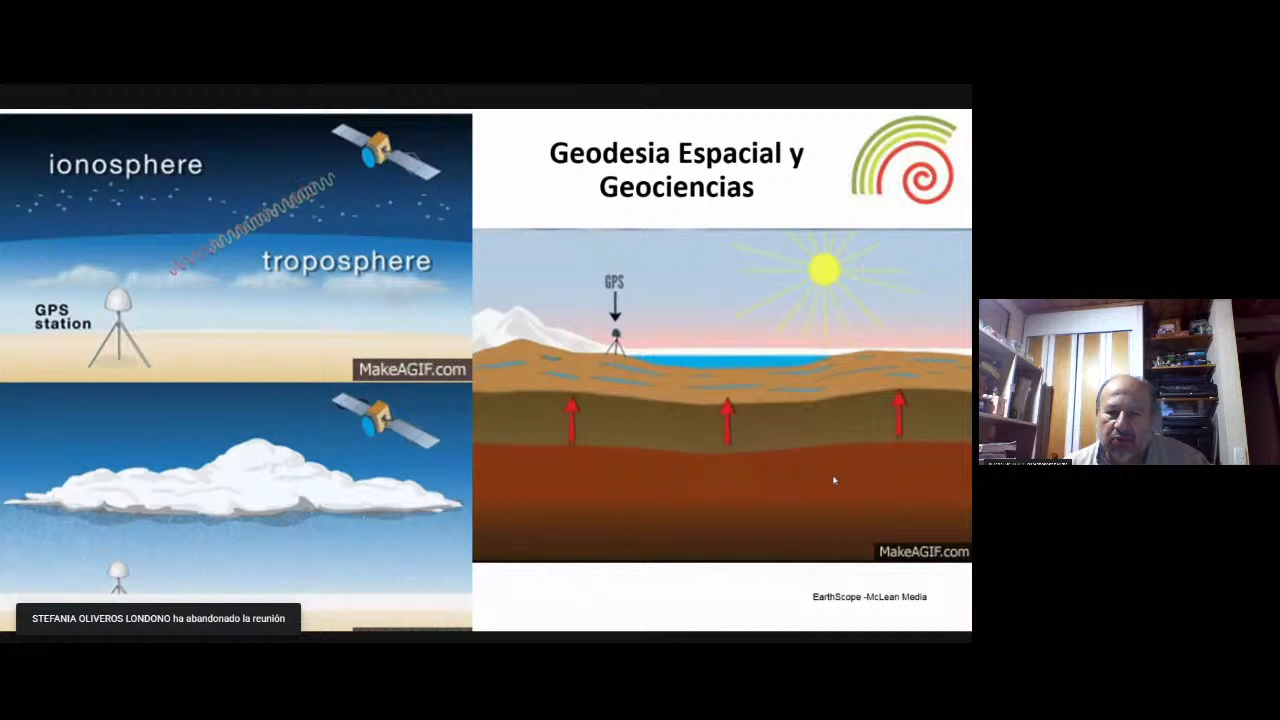 ionosphere
troposphere
GPS
station
MakeAGIF.com
STEFANIA OLIVEROS LONDONO ha abandonado la reunión
Geodesia Espacial y
Geociencias
GPS
MakeAGIF.com
EarthScope -McLean Media